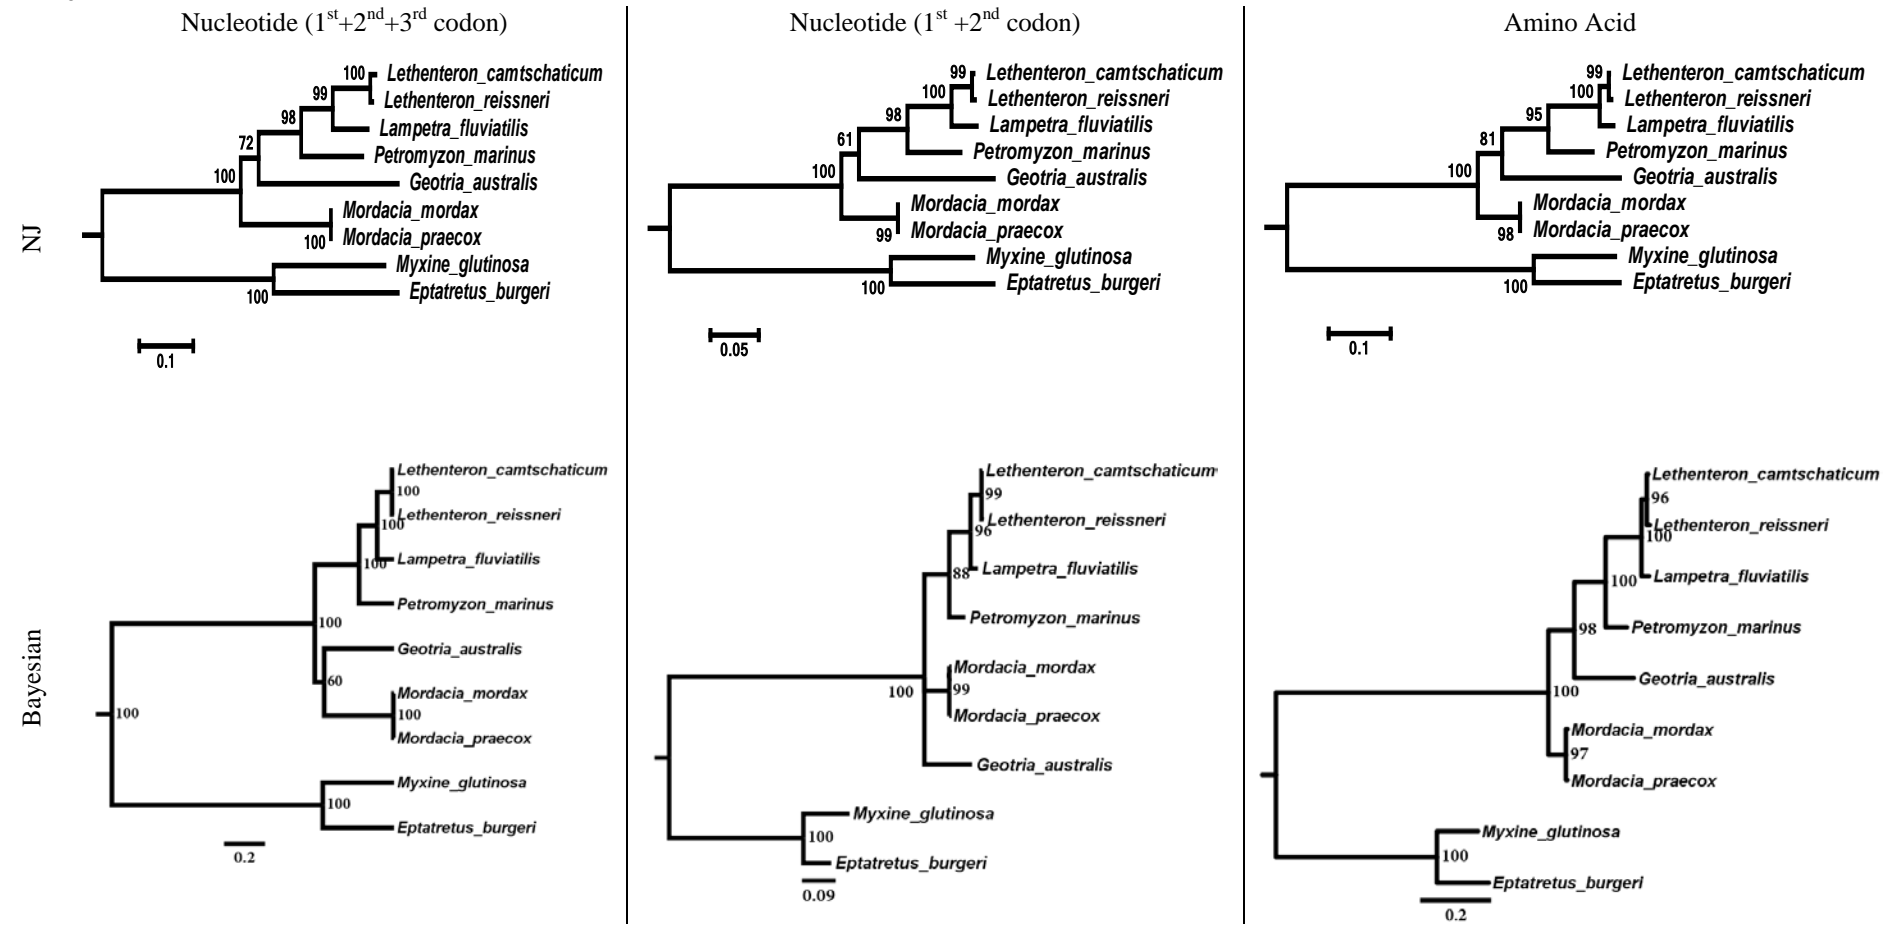 Nucleotide (1st+2nd+3rd codon)
Nucleotide (1st +2nd codon)
Amino Acid
NJ
100
Lethenteron_camtschaticum
99
Lethenteron_reissneri
98
Lampetra_fluviatilis
72
Petromyzon_marinus
100
Geotria_australis
Mordacia_mordax
100
Mordacia_praecox
Myxine_glutinosa
100
Eptatretus_burgeri
0.1
99
Lethenteron_camtschaticum
100
Lethenteron_reissneri
98
Lampetra_fluviatilis
61
Petromyzon_marinus
100
Geotria_australis
Mordacia_mordax
99
Mordacia_praecox
Myxine_glutinosa
100
Eptatretus_burgeri
0.05
99
Lethenteron_camtschaticum
100
Lethenteron_reissneri
95
Lampetra_fluviatilis
81
Petromyzon_marinus
100
Geotria_australis
Mordacia_mordax
98
Mordacia_praecox
Myxine_glutinosa
100
Eptatretus_burgeri
0.1
Bayesian
Lethenteron_camtschaticum
100
Lethenteron_reissneri
100
Lampetra_fluviatilis
100
Petromyzon_marinus
100
Geotria_australis
60
Mordacia_mordax
100
Mordacia_praecox
100
Myxine_glutinosa
100
Eptatretus_burgeri
0.2
Lethenteron_camtschaticum
99
Lethenteron_reissneri
96
Lampetra_fluviatilis
88
Petromyzon_marinus
Mordacia_mordax
100
99
Mordacia_praecox
Geotria_australis
Myxine_glutinosa
100
Eptatretus_burgeri
0.09
Lethenteron_camtschaticum
96
Lethenteron_reissneri
100
Lampetra_fluviatilis
100
Petromyzon_marinus
98
Geotria_australis
100
Mordacia_mordax
97
Mordacia_praecox
Myxine_glutinosa
100
Eptatretus_burgeri
0.2